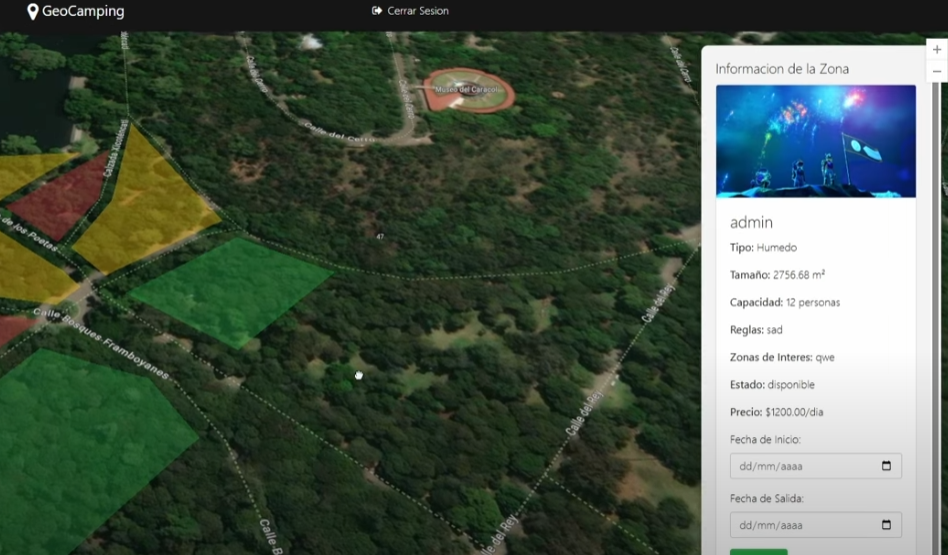 GeoCamping
Cerrar Sesion
Museo del Caracol
Calle del Cerro
47
de los Poetas
Calle Bosques Framboyanes
Calle del Rey
Calle del Rey
lle del Rey
Calle B
+
−
Informacion de la Zona
admin
Tipo: Humedo
Tamaño: 2756.68 m²
Capacidad: 12 personas
Reglas: sad
Zonas de Interes: qwe
Estado: disponible
Precio: $1200.00/dia
Fecha de Inicio:
dd/mm/aaaa
Fecha de Salida:
dd/mm/aaaa